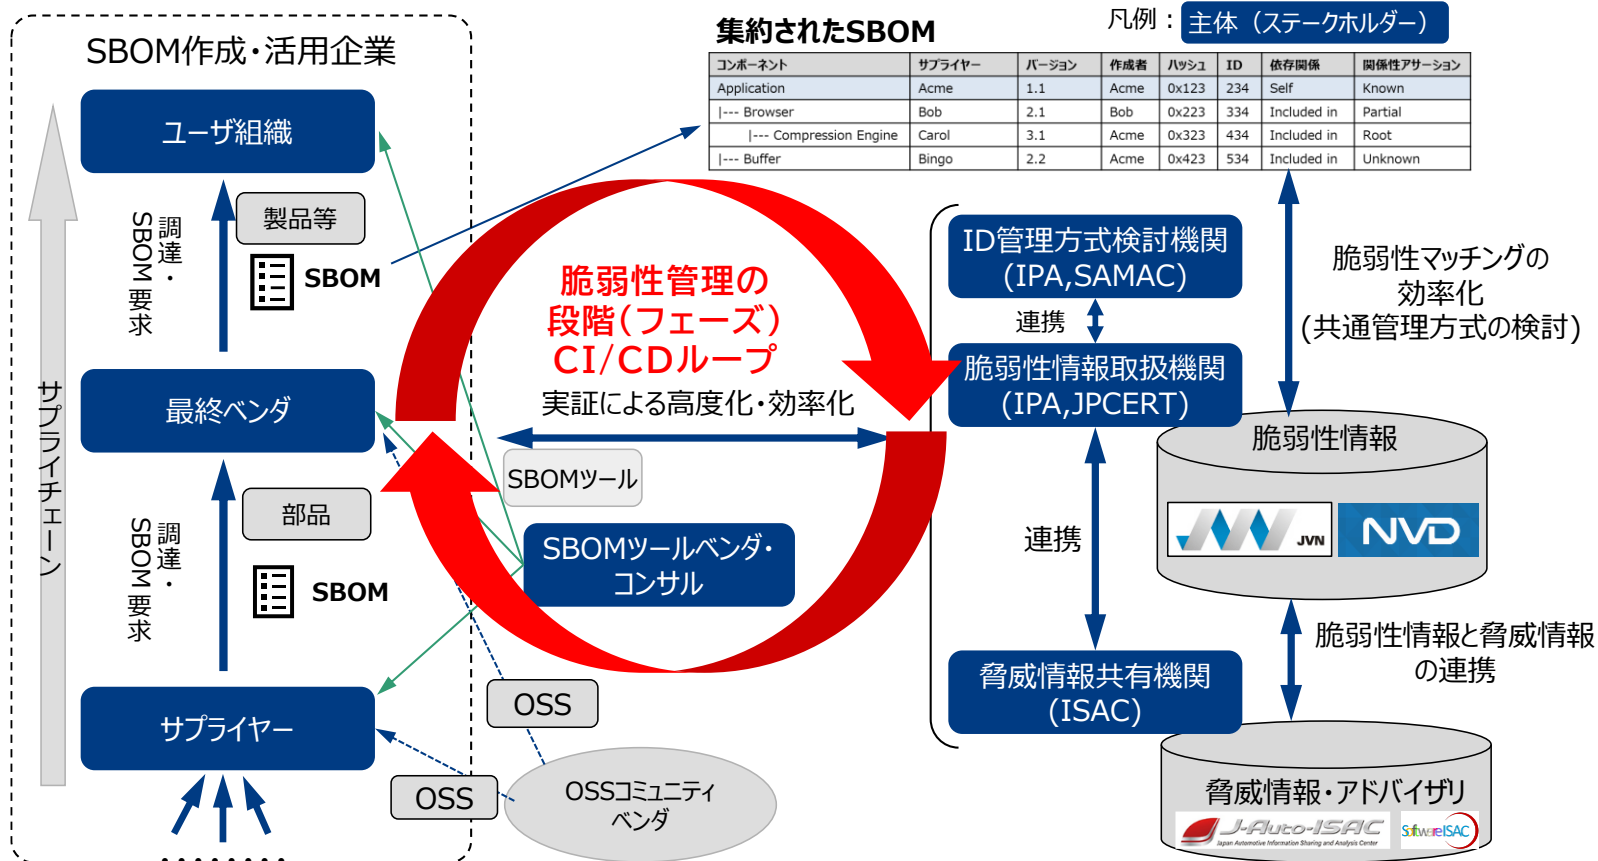 SBOM作成・活用企業
集約されたSBOM
凡例：
主体（ステークホルダー）
コンポーネント サプライヤー バージョン 作成者 ハッシュ ID 依存関係 関係性アサーション
Application Acme 1.1 Acme 0x123 234 Self Known
|--- Browser Bob 2.1 Bob 0x223 334 Included in Partial
|--- Compression Engine Carol 3.1 Acme 0x323 434 Included in Root
|--- Buffer Bingo 2.2 Acme 0x423 534 Included in Unknown
ユーザ組織
調達・
SBOM要求
製品等
SBOM
サプライチェーン
最終ベンダ
調達・
SBOM要求
部品
SBOM
サプライヤー
脆弱性管理の
段階（フェーズ）
CI/CDループ
実証による高度化・効率化
SBOMツール
SBOMツールベンダ・
コンサル
OSS
OSS
OSSコミュニティ
ベンダ
ID管理方式検討機関
(IPA,SAMAC)
連携
脆弱性情報取扱機関
(IPA,JPCERT)
連携
脅威情報共有機関
(ISAC)
脆弱性マッチングの
効率化
(共通管理方式の検討)
脆弱性情報
JVN
NVD
脆弱性情報と脅威情報
の連携
脅威情報・アドバイザリ
J-Auto-ISAC
Japan Automotive Information Sharing and Analysis Center
SoftwareISAC